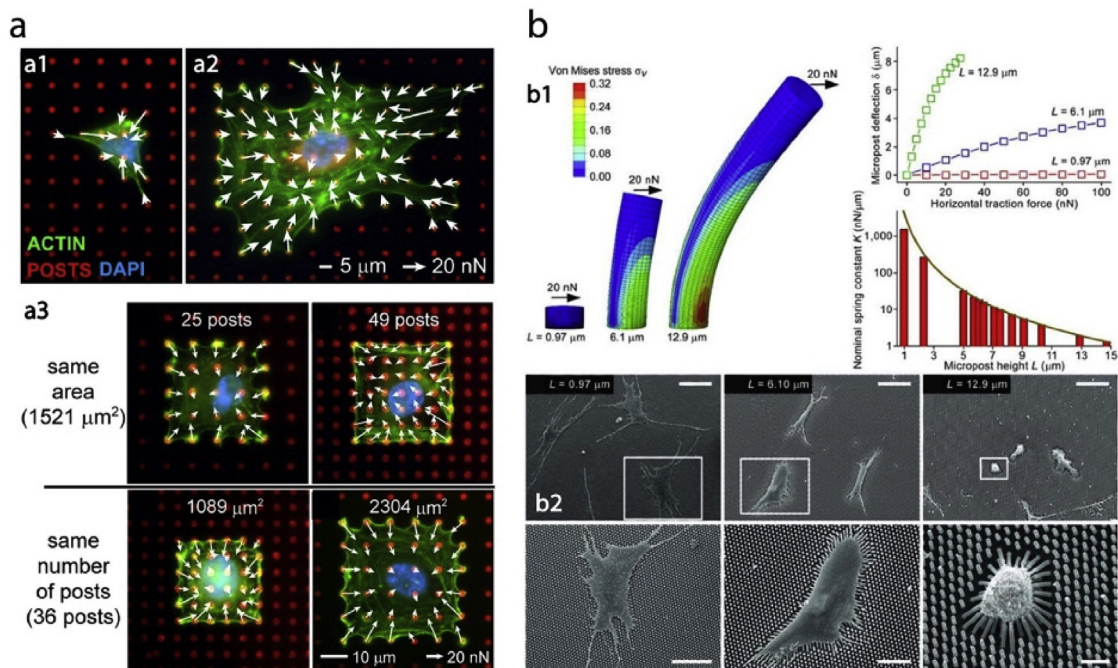 a
a1
a2
ACTIN
POSTS DAPI
5 μm
20 nN
a3
same
area
(1521 μm²)
25 posts
49 posts
same
number
of posts
(36 posts)
1089 μm²
2304 μm²
10 μm
20 nN
b
b1
Von Mises stress σᵥ
0.32
0.24
0.16
0.08
0.00
20 nN
20 nN
20 nN
L = 0.97 μm
6.1 μm
12.9 μm
Micropost deflection δ (μm)
8
6
4
2
0
L = 12.9 μm
L = 6.1 μm
L = 0.97 μm
0 20 40 60 80 100
Horizontal traction force (nN)
Nominal spring constant K (nN/μm)
1,000
100
10
1
1 3 5 7 9 11 13 15
Micropost height L (μm)
b2
L = 0.97 μm
L = 6.10 μm
L = 12.9 μm